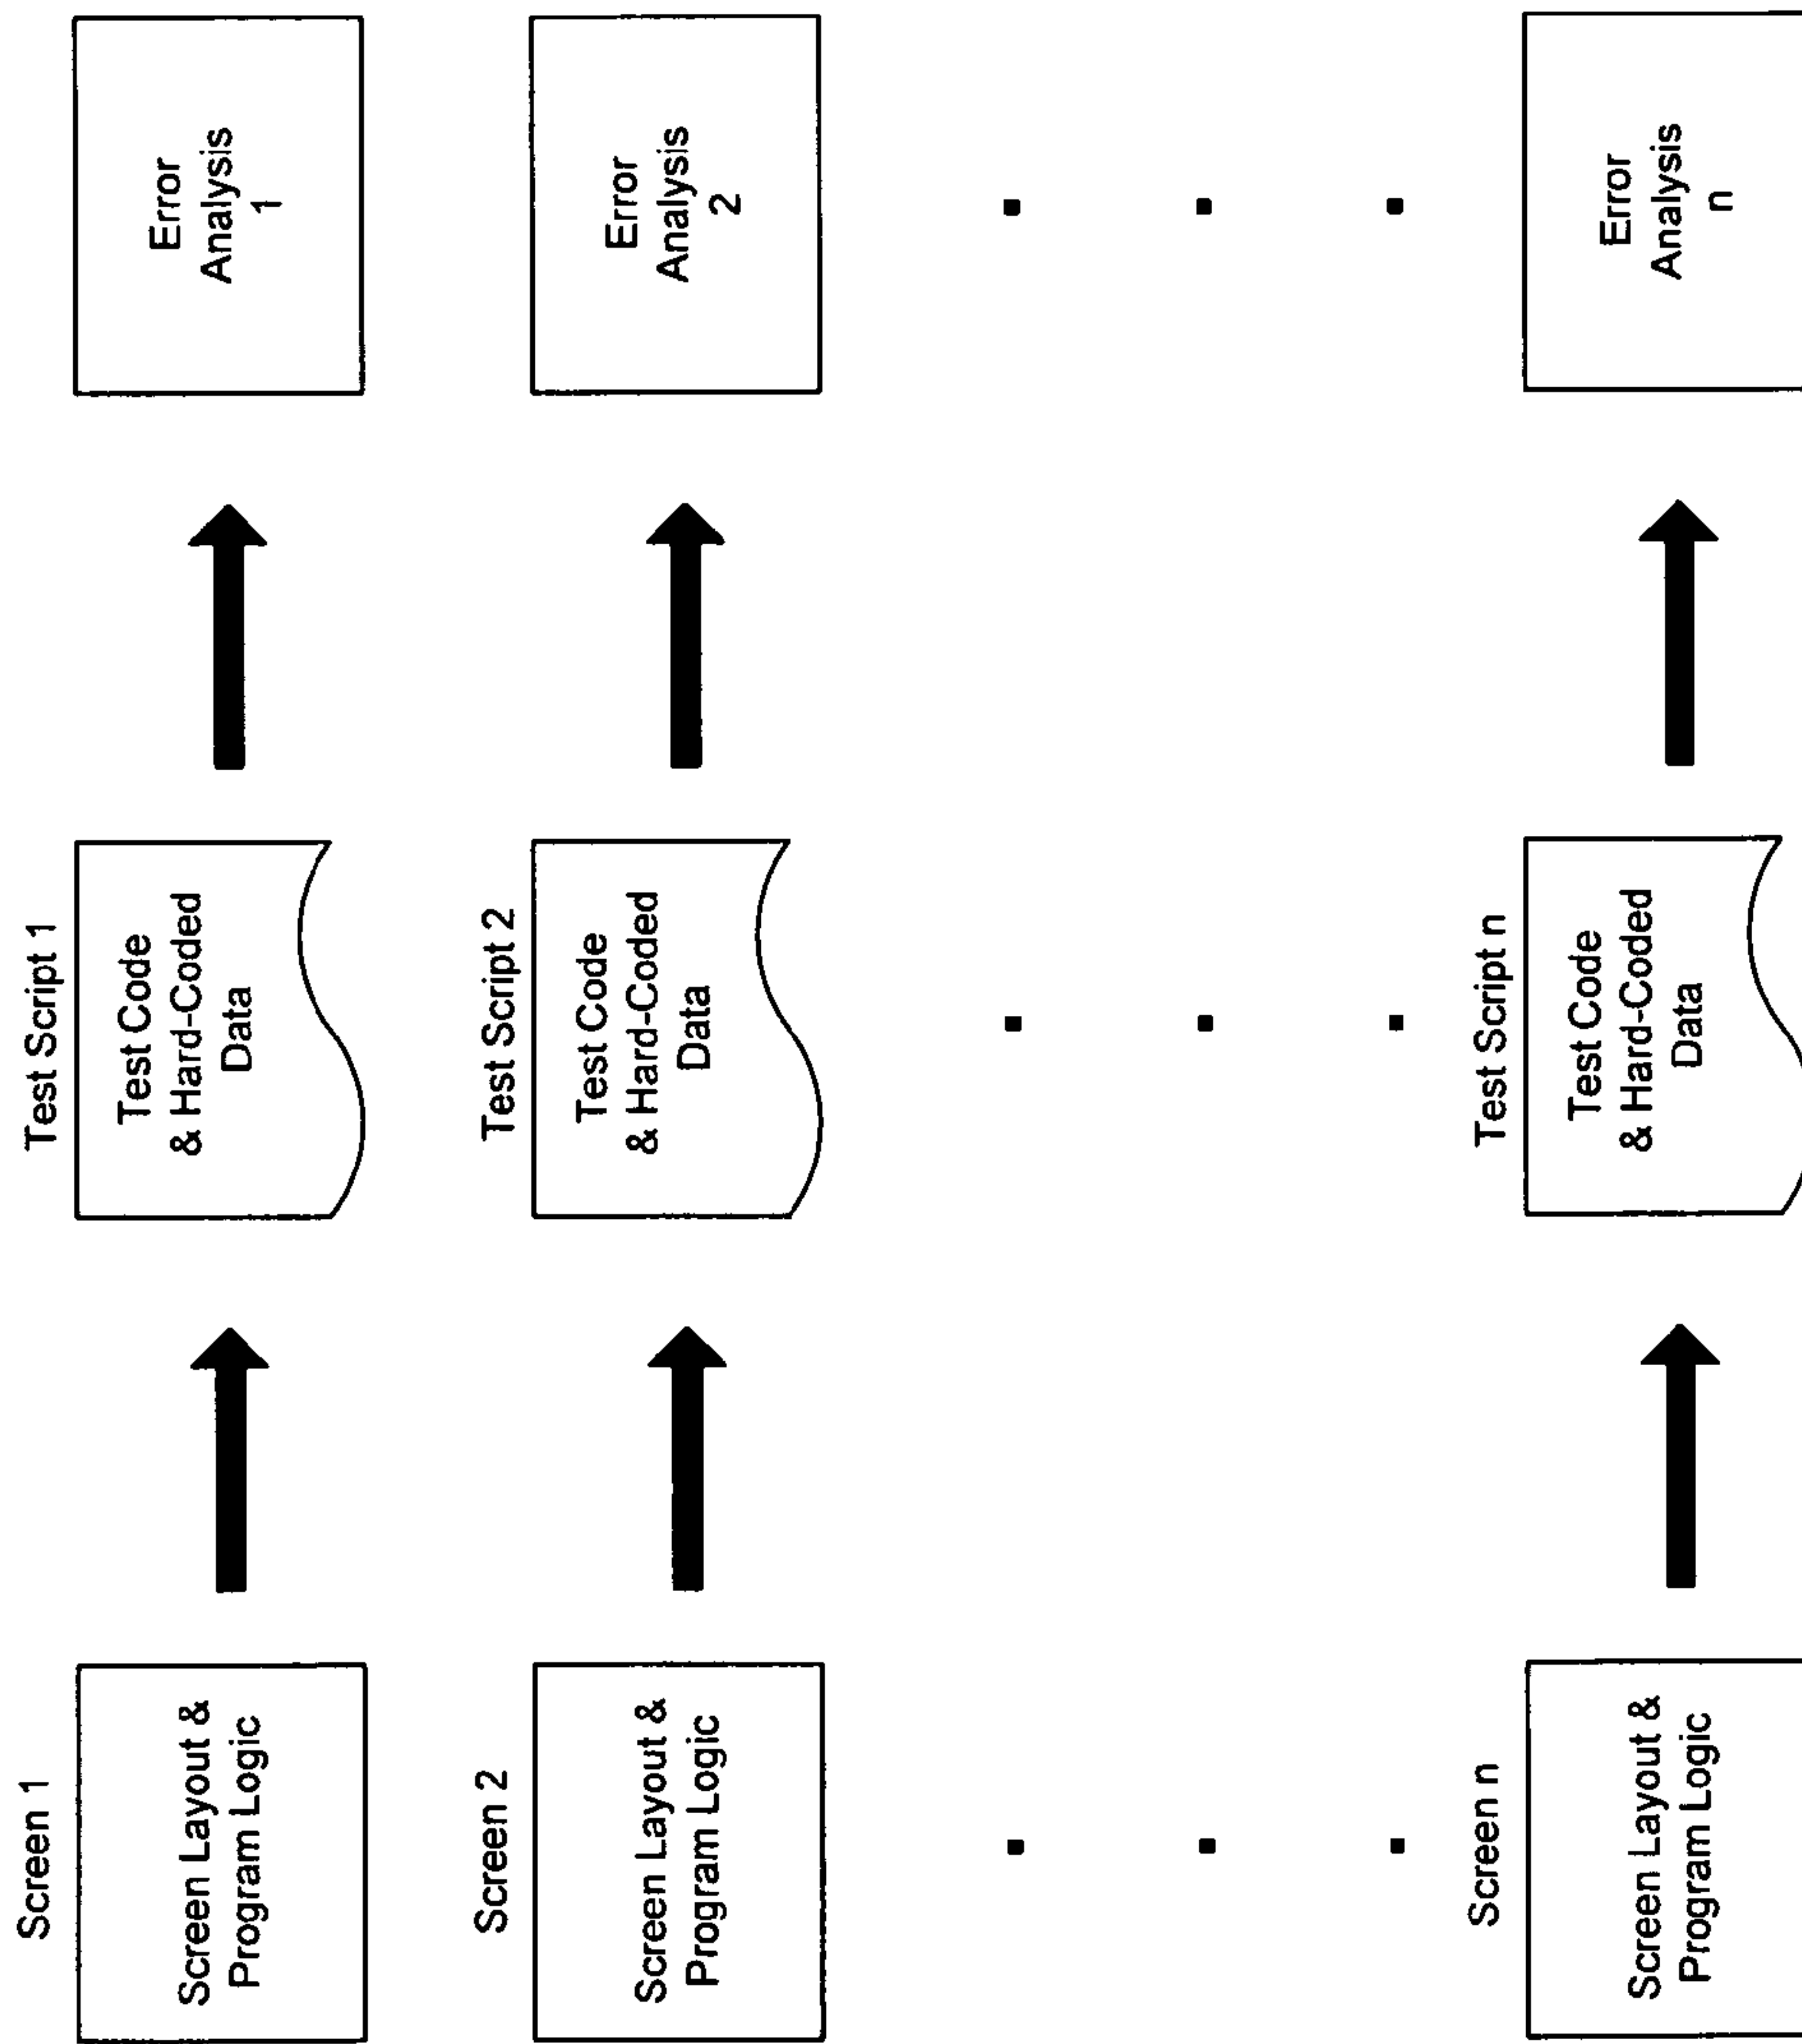 Screen 1
Screen Layout &
Program Logic
Test Script 1
Test Code
& Hard-Coded
Data
Error
Analysis
1
Screen 2
Screen Layout &
Program Logic
Test Script 2
Test Code
& Hard-Coded
Data
Error
Analysis
2
Screen n
Screen Layout &
Program Logic
Test Script n
Test Code
& Hard-Coded
Data
Error
Analysis
n